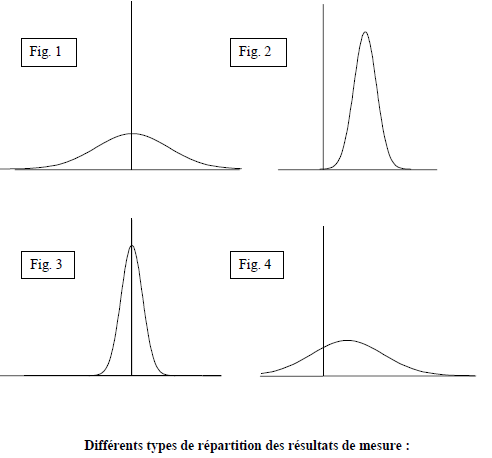 Fig. 1
Fig. 2
Fig. 3
Fig. 4
Différents types de répartition des résultats de mesure :